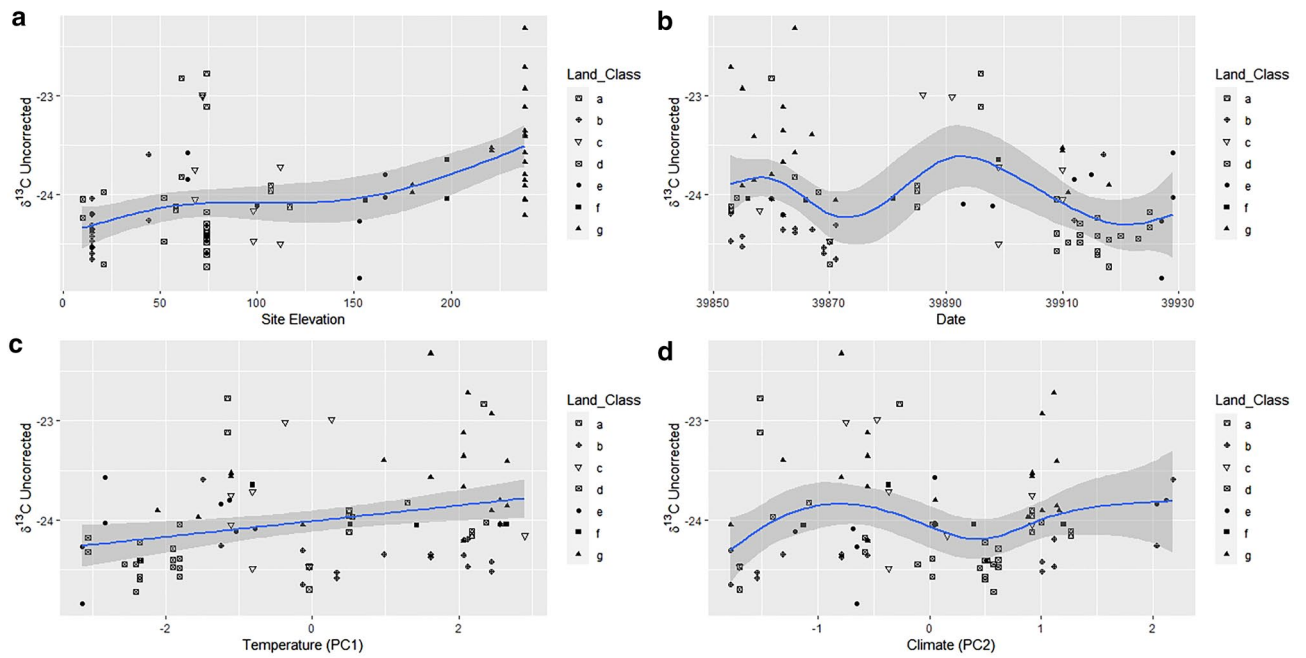 a
δ13C Uncorrected
-23
-24
0
50
100
150
200
Site Elevation
Land_Class
a
b
c
d
e
f
g
b
δ13C Uncorrected
-23
-24
39850
39870
39890
39910
39930
Date
Land_Class
a
b
c
d
e
f
g
c
δ13C Uncorrected
-23
-24
-2
0
2
Temperature (PC1)
Land_Class
a
b
c
d
e
f
g
d
δ13C Uncorrected
-23
-24
-1
0
1
2
Climate (PC2)
Land_Class
a
b
c
d
e
f
g